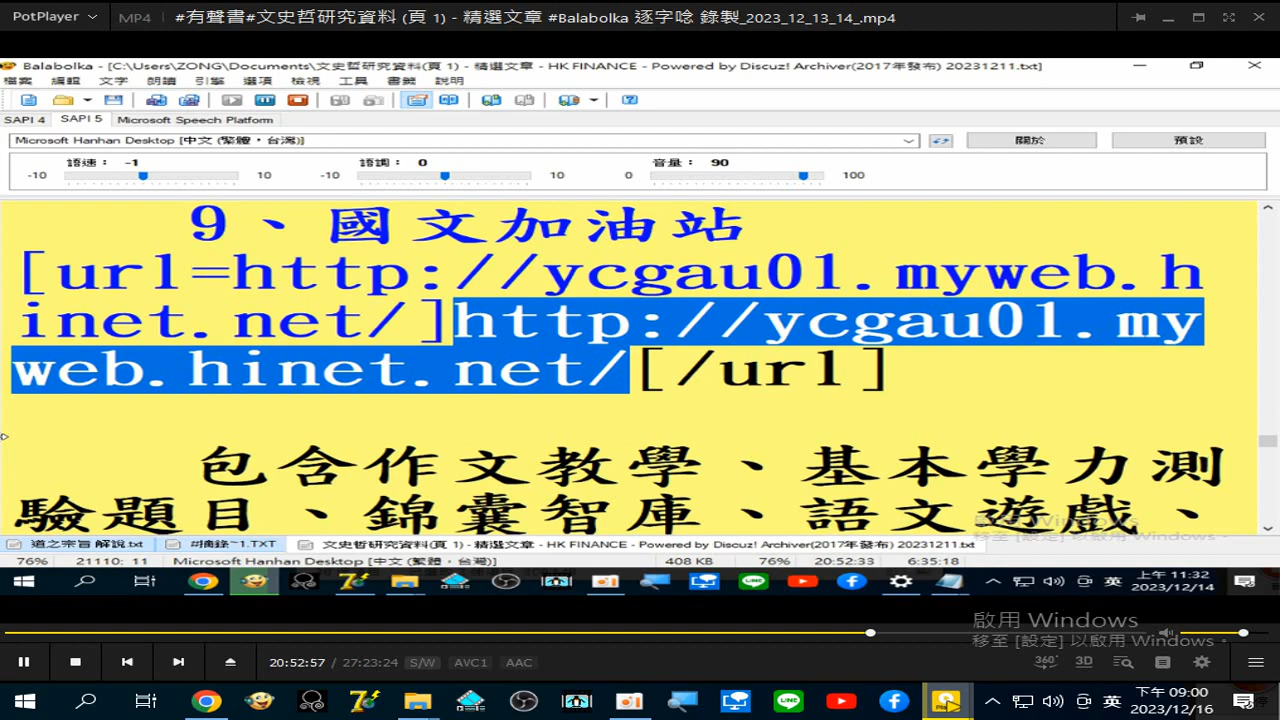 PotPlayer MP4 #有聲書#文史哲研究資料 (頁 1) - 精選文章 #Balabolka 逐字唸 錄製_2023_12_13_14_.mp4
Balabolka - [C:\Users\ZONG\Documents\文史哲研究資料(頁 1) - 精選文章 - HK FINANCE - Powered by Discuz! Archiver(2017年發布) 20231211.txt]
檔案 編輯 文字 朗讀 引擎 選項 檢視 工具 書籤 說明
SAPI 4 SAPI 5 Microsoft Speech Platform
Microsoft Hanhan Desktop [中文 (繁體，台灣)] 關於 預設
語速： -1 語調： 0 音量： 90
-10 10 -10 10 0 100
9、國文加油站
[url=http://ycgau01.myweb.h
inet.net/]http://ycgau01.my
web.hinet.net/[/url]
包含作文教學、基本學力測
驗題目、錦囊智庫、語文遊戲、
啟用 Windows
移至 [設定] 以啟用 Windows
道之宗旨 解說.txt #摘錄~1.TXT 文史哲研究資料(頁 1) - 精選文章 - HK FINANCE - Powered by Discuz! Archiver(2017年發布) 20231211.txt
76% 21110: 11 Microsoft Hanhan Desktop [中文 (繁體，台灣)] 408 KB 76% 20:52:33 6:35:18
英 上午 11:32
2023/12/14
啟用 Windows
移至 [設定] 以啟用 Windows。
20:52:57 / 27:23:24 S/W AVC1 AAC 360° 3D
英 下午 09:00
2023/12/16